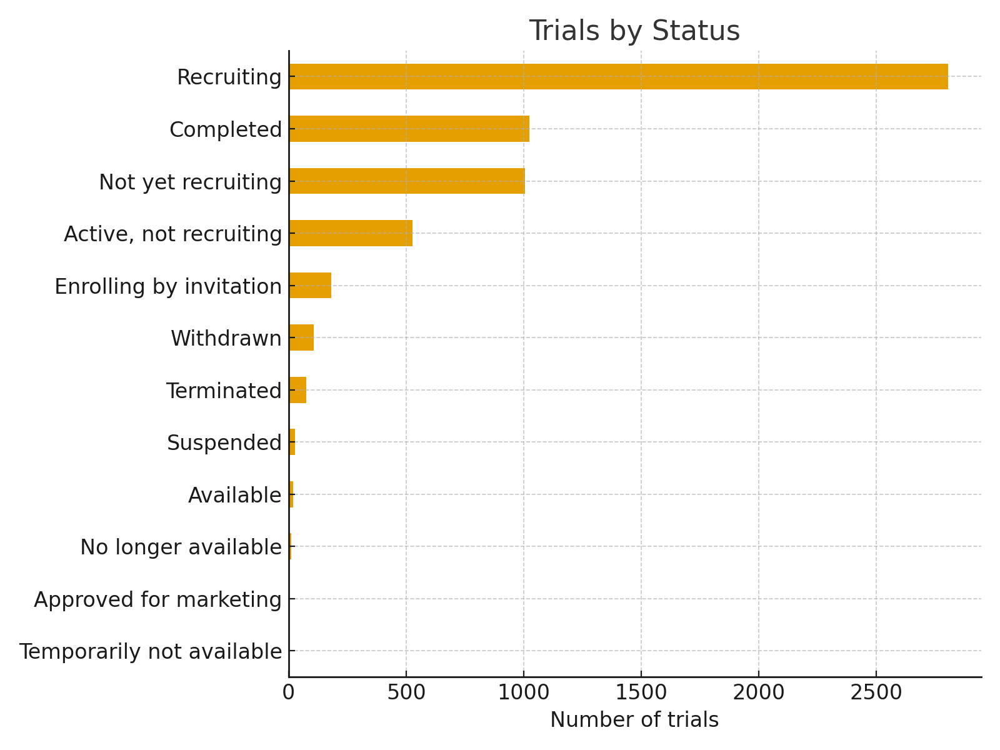 Trials by Status
Recruiting
Completed
Not yet recruiting
Active, not recruiting
Enrolling by invitation
Withdrawn
Terminated
Suspended
Available
No longer available
Approved for marketing
Temporarily not available
0 500 1000 1500 2000 2500
Number of trials